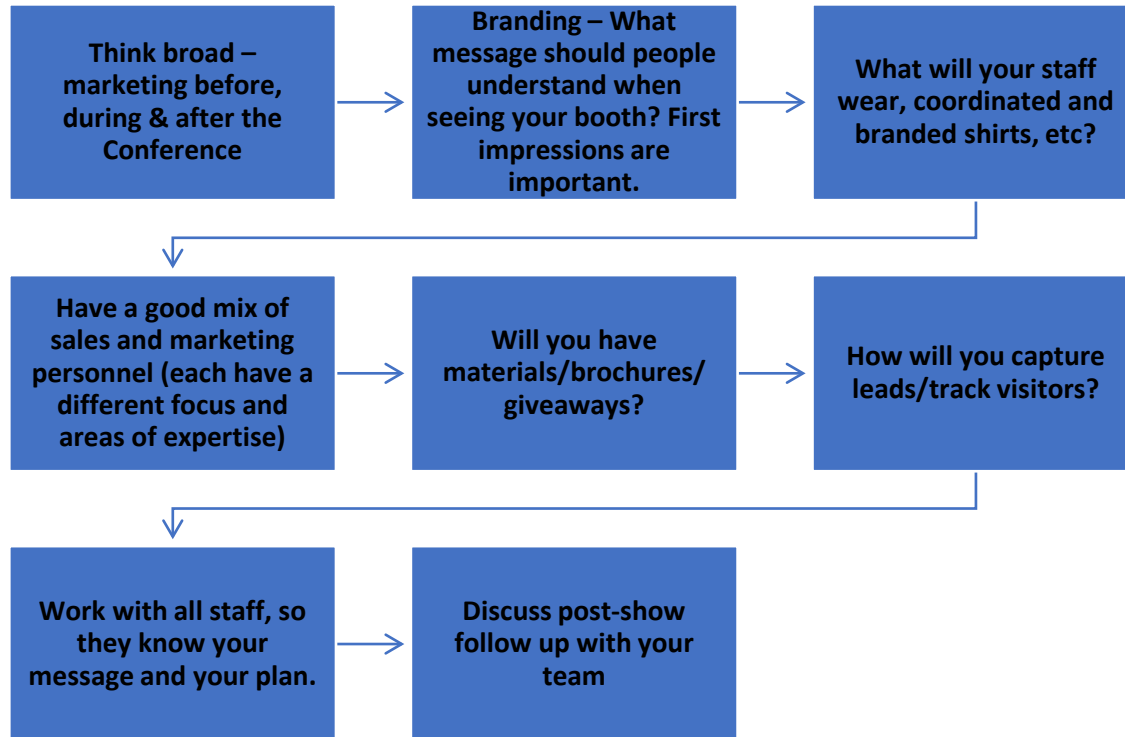 Think broad –
marketing before,
during & after the
Conference
Branding – What
message should people
understand when
seeing your booth? First
impressions are
important.
What will your staff
wear, coordinated and
branded shirts, etc?
Have a good mix of
sales and marketing
personnel (each have a
different focus and
areas of expertise)
Will you have
materials/brochures/
giveaways?
How will you capture
leads/track visitors?
Work with all staff, so
they know your
message and your plan.
Discuss post-show
follow up with your
team